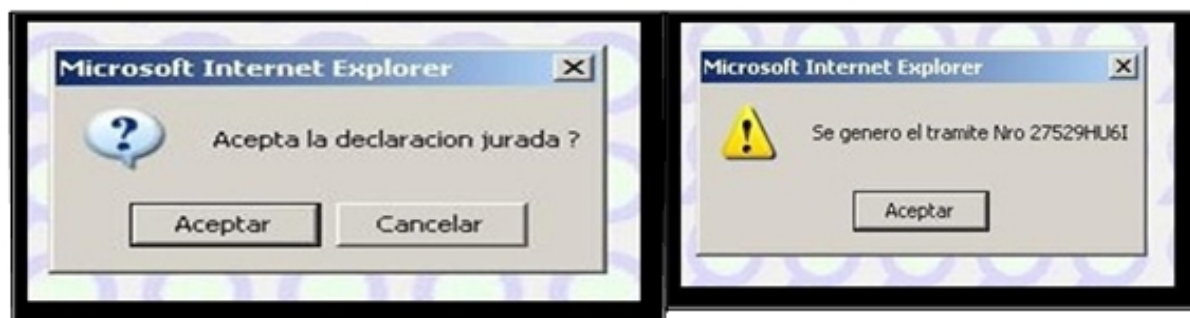 Microsoft Internet Explorer
Acepta la declaracion jurada ?
Aceptar
Cancelar
Microsoft Internet Explorer
Se genero el tramite Nro 27529HU6I
Aceptar